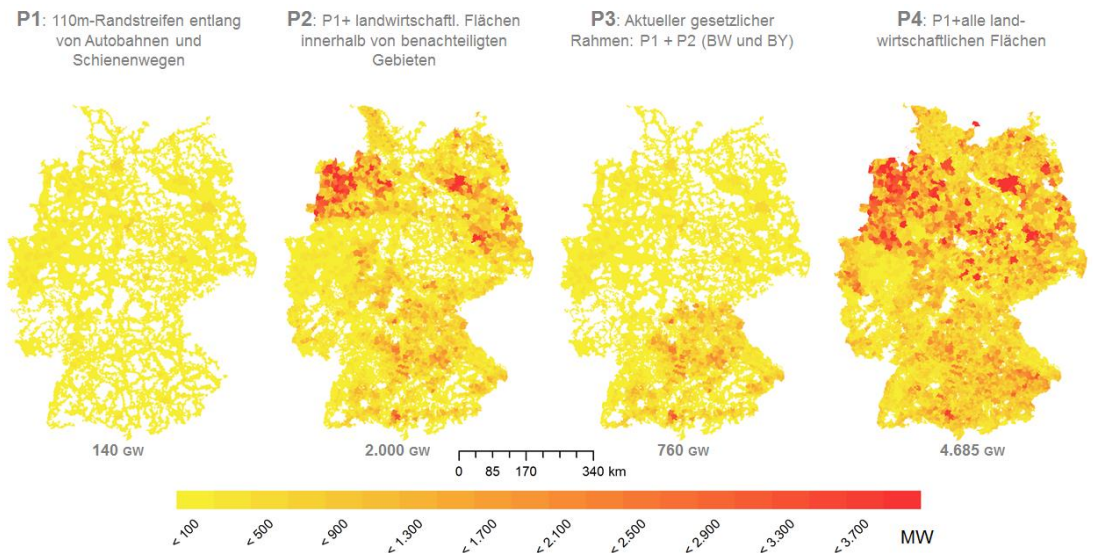 P1: 110m-Randstreifen entlang
von Autobahnen und
Schienenwegen
P2: P1+ landwirtschaftl. Flächen
innerhalb von benachteiligten
Gebieten
P3: Aktueller gesetzlicher
Rahmen: P1 + P2 (BW und BY)
P4: P1+alle land-
wirtschaftlichen Flächen
140 GW
2.000 GW
0 85 170 340 km
760 GW
4.685 GW
< 100 < 500 < 900 < 1.300 < 1.700 < 2.100 < 2.500 < 2.900 < 3.300 < 3.700 MW